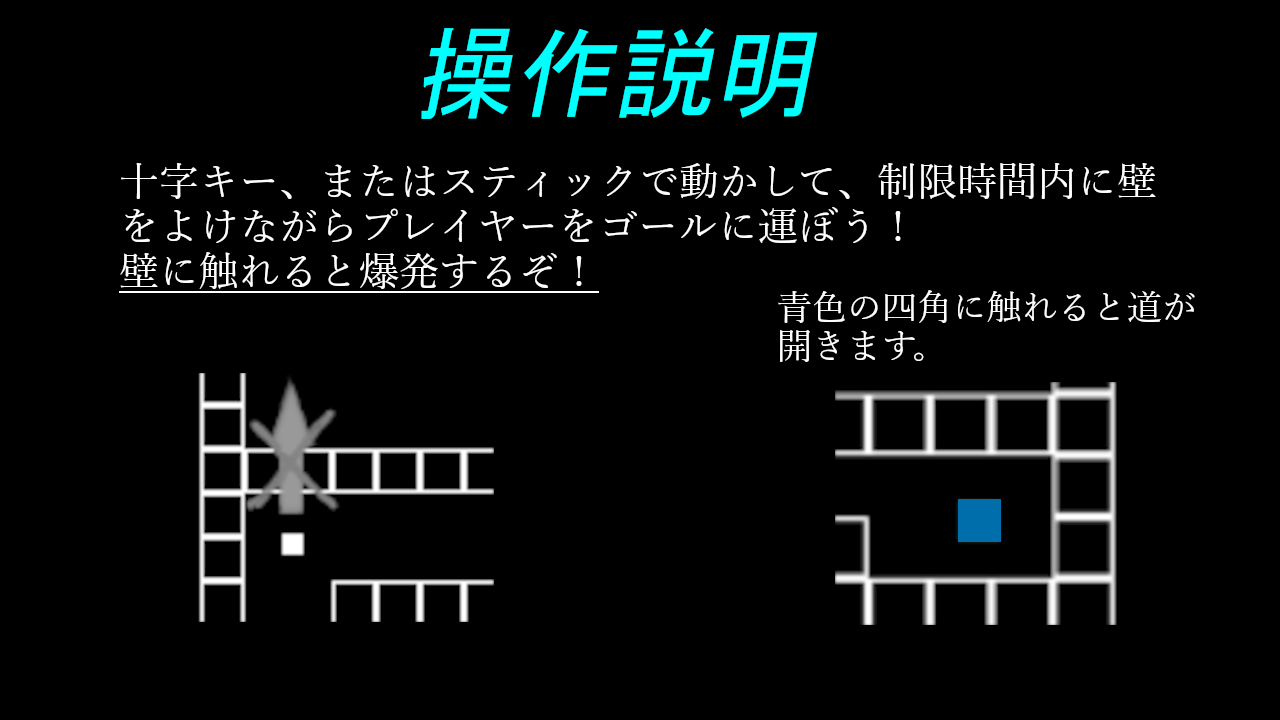 操作説明
十字キー、またはスティックで動かして、制限時間内に壁
をよけながらプレイヤーをゴールに運ぼう！
壁に触れると爆発するぞ！
青色の四角に触れると道が
開きます。